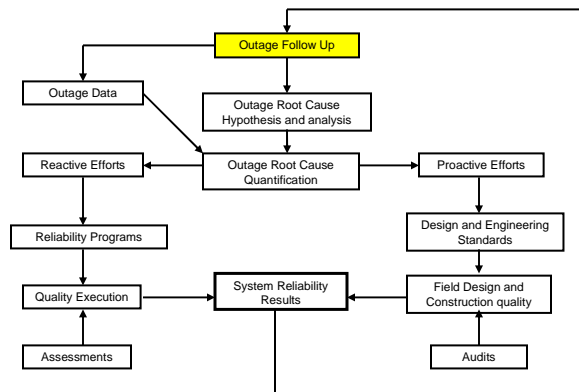 Outage Follow Up
Outage Data
Outage Root Cause
Hypothesis and analysis
Reactive Efforts
Outage Root Cause
Quantification
Proactive Efforts
Reliability Programs
Design and Engineering
Standards
Quality Execution
System Reliability
Results
Field Design and
Construction quality
Assessments
Audits